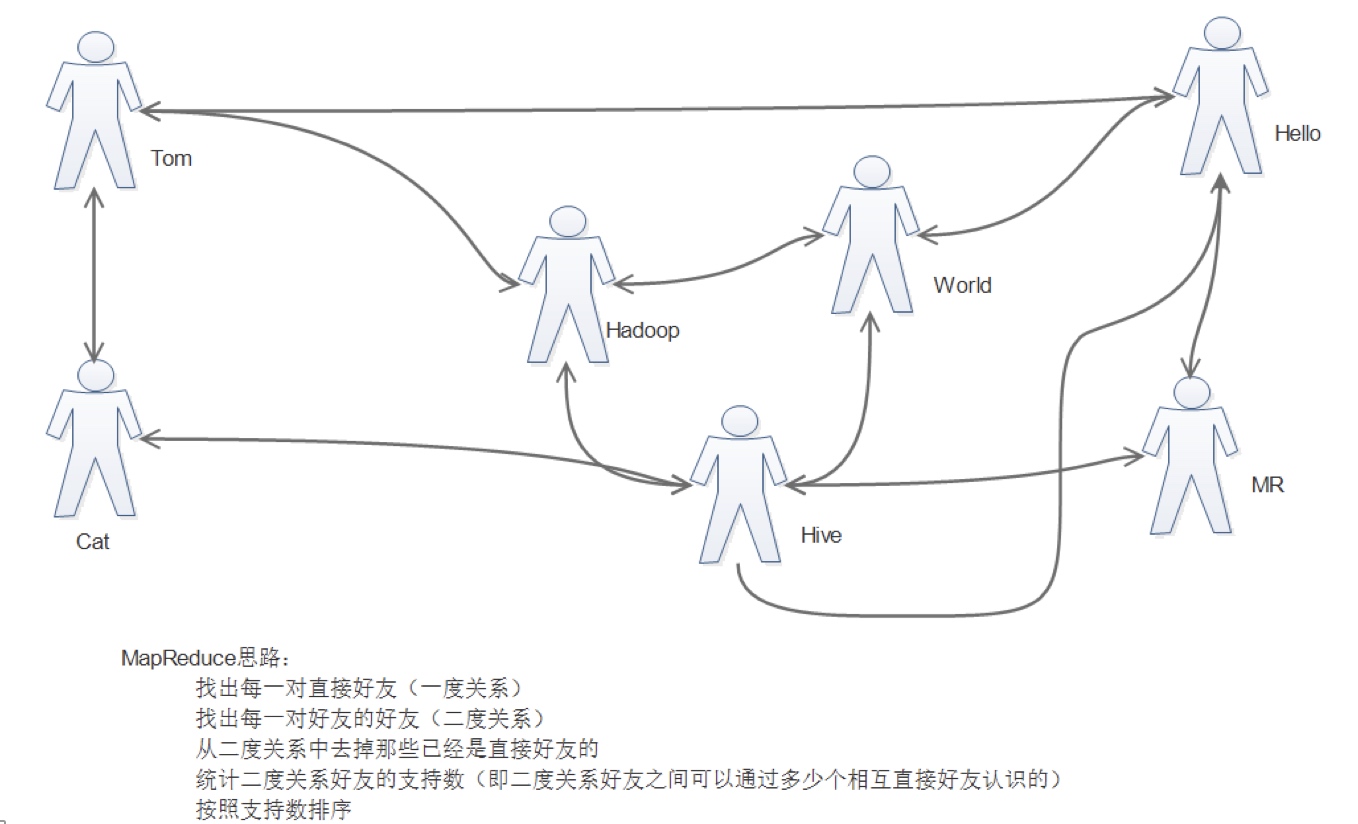 Tom
Hello
World
Hadoop
MR
Hive
Cat
MapReduce思路：
找出每一对直接好友（一度关系）
找出每一对好友的好友（二度关系）
从二度关系中去掉那些已经是直接好友的
统计二度关系好友的支持数（即二度关系好友之间可以通过多少个相互直接好友认识的）
按照支持数排序